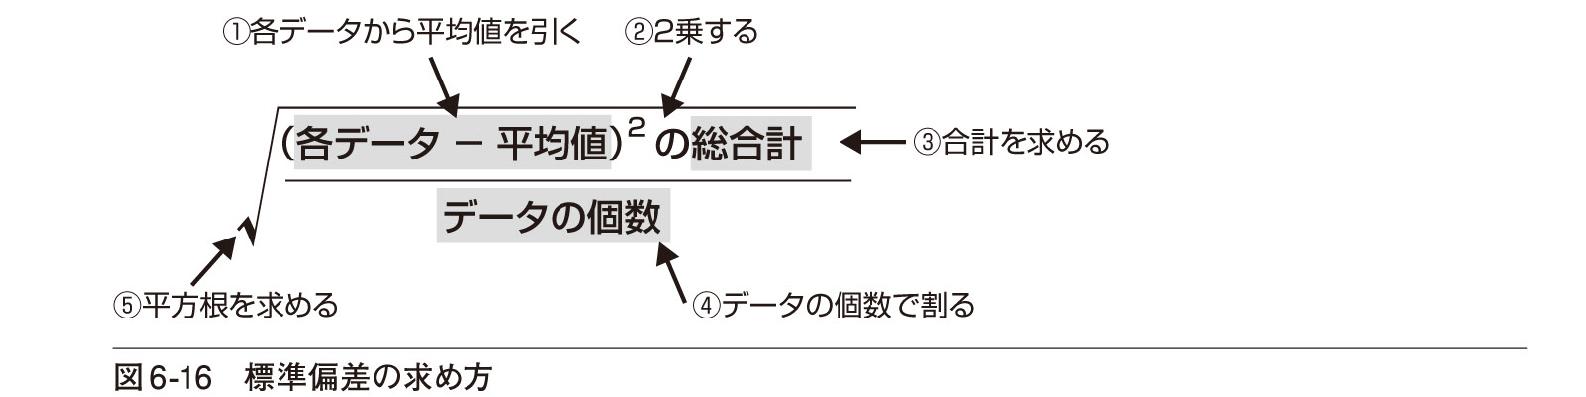 ①各データから平均値を引く ②2乗する
(各データ − 平均値)² の総合計 ③合計を求める
データの個数
⑤平方根を求める ④データの個数で割る
図6-16 標準偏差の求め方